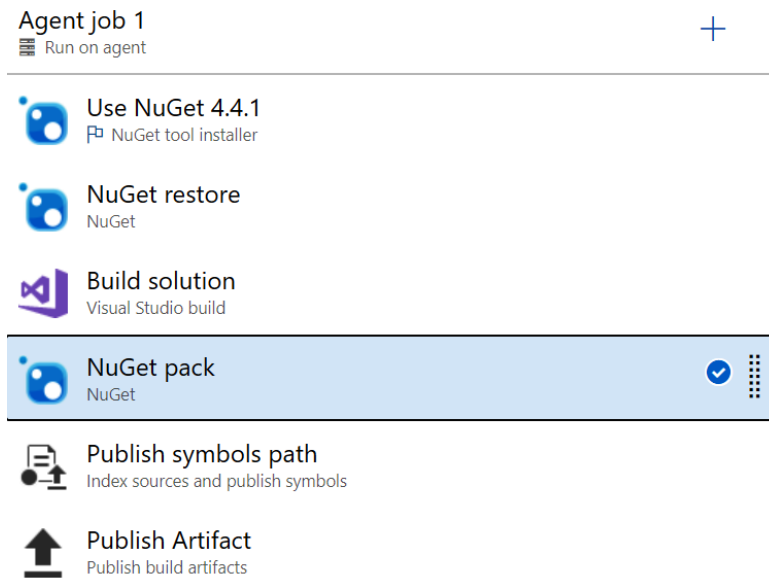 Agent job 1
Run on agent
Use NuGet 4.4.1
NuGet tool installer
NuGet restore
NuGet
Build solution
Visual Studio build
NuGet pack
NuGet
Publish symbols path
Index sources and publish symbols
Publish Artifact
Publish build artifacts